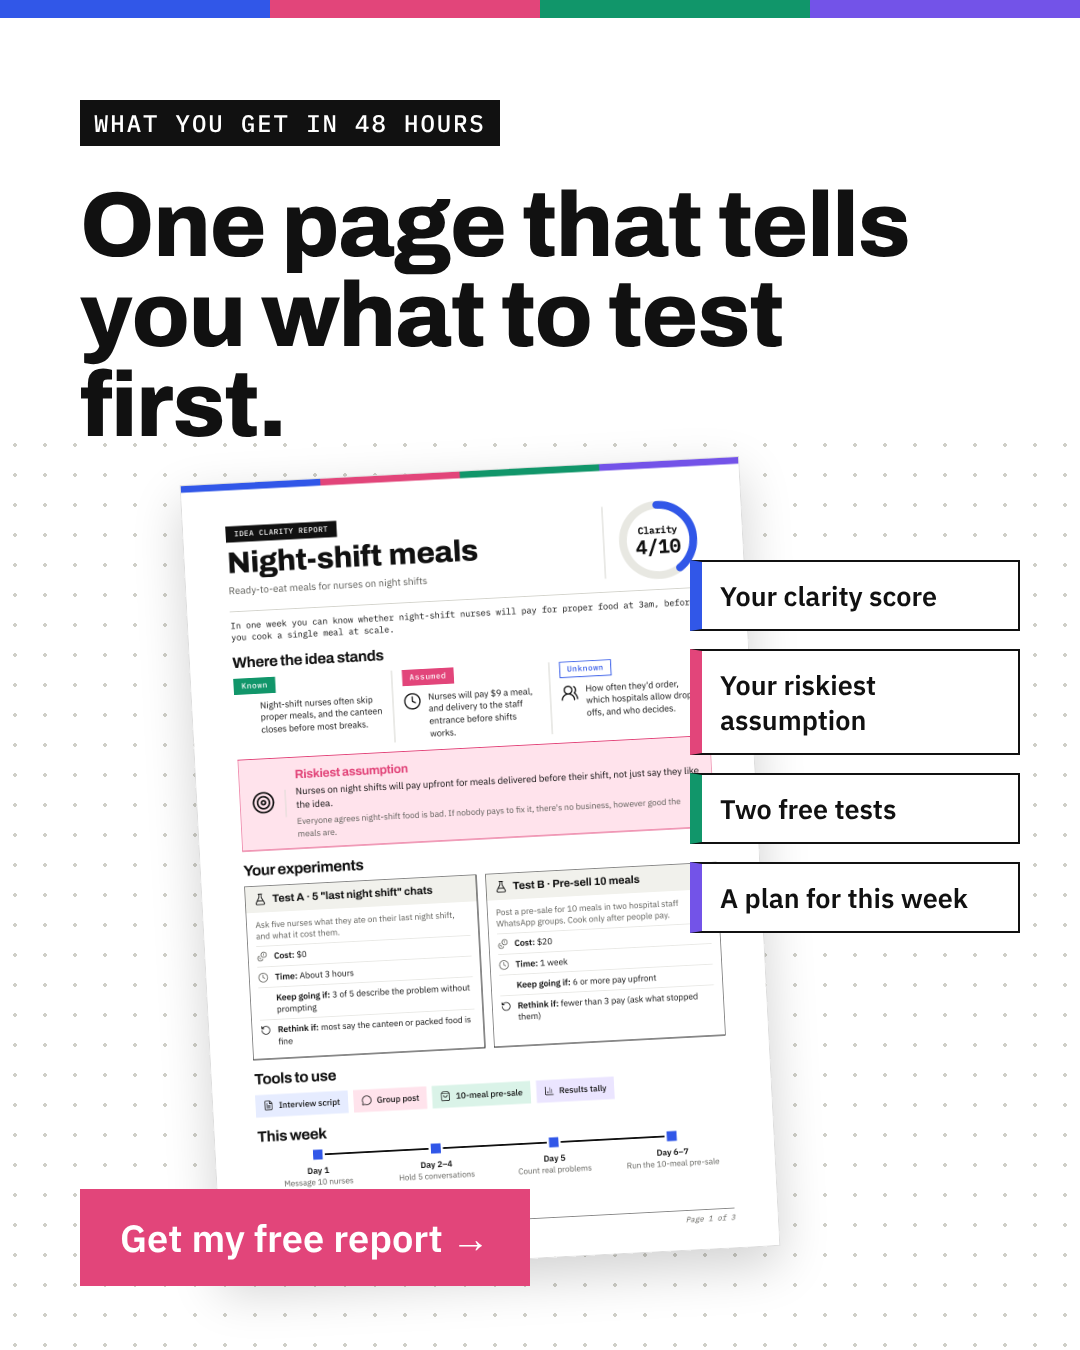 WHAT YOU GET IN 48 HOURS
One page that tells
you what to test
first.
IDEA CLARITY REPORT
Night-shift meals
Ready-to-eat meals for nurses on night shifts
Clarity
4/10
In one week you can know whether night-shift nurses will pay for proper food at 3am, befor
you cook a single meal at scale.
Where the idea stands
Known
Night-shift nurses often skip
proper meals, and the canteen
closes before most breaks.
Assumed
Nurses will pay $9 a meal,
and delivery to the staff
entrance before shifts
works.
Unknown
How often they'd order,
which hospitals allow drop
offs, and who decides.
Riskiest assumption
Nurses on night shifts will pay upfront for meals delivered before their shift, not just say they like
the idea.
Everyone agrees night-shift food is bad. If nobody pays to fix it, there's no business, however good the
meals are.
Your experiments
Test A · 5 "last night shift" chats
Ask five nurses what they ate on their last night shift,
and what it cost them.
Cost: $0
Time: About 3 hours
Keep going if: 3 of 5 describe the problem without
prompting
Rethink if: most say the canteen or packed food is
fine
Test B · Pre-sell 10 meals
Post a pre-sale for 10 meals in two hospital staff
WhatsApp groups. Cook only after people pay.
Cost: $20
Time: 1 week
Keep going if: 6 or more pay upfront
Rethink if: fewer than 3 pay (ask what stopped
them)
Tools to use
Interview script
Group post
10-meal pre-sale
Results tally
This week
Day 1
Message 10 nurses
Day 2–4
Hold 5 conversations
Day 5
Count real problems
Day 6–7
Run the 10-meal pre-sale
Page 1 of 3
Your clarity score
Your riskiest
assumption
Two free tests
A plan for this week
Get my free report →